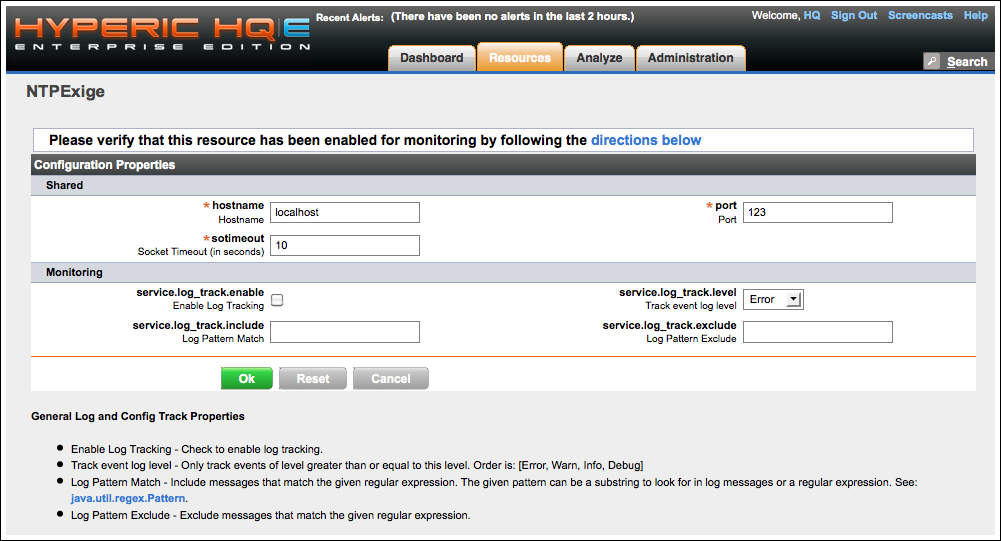 HYPERIC HQ|E
ENTERPRISE EDITION
Recent Alerts: (There have been no alerts in the last 2 hours.)
Welcome, HQ Sign Out Screencasts Help
Dashboard Resources Analyze Administration
Search
NTPExige
Please verify that this resource has been enabled for monitoring by following the directions below
Configuration Properties
Shared
* hostname
Hostname
localhost
* port
Port
123
* sotimeout
Socket Timeout (in seconds)
10
Monitoring
service.log_track.enable
Enable Log Tracking
service.log_track.level
Track event log level
Error
service.log_track.include
Log Pattern Match
service.log_track.exclude
Log Pattern Exclude
Ok Reset Cancel
General Log and Config Track Properties
• Enable Log Tracking - Check to enable log tracking.
• Track event log level - Only track events of level greater than or equal to this level. Order is: [Error, Warn, Info, Debug]
• Log Pattern Match - Include messages that match the given regular expression. The given pattern can be a substring to look for in log messages or a regular expression. See:
java.util.regex.Pattern.
• Log Pattern Exclude - Exclude messages that match the given regular expression.